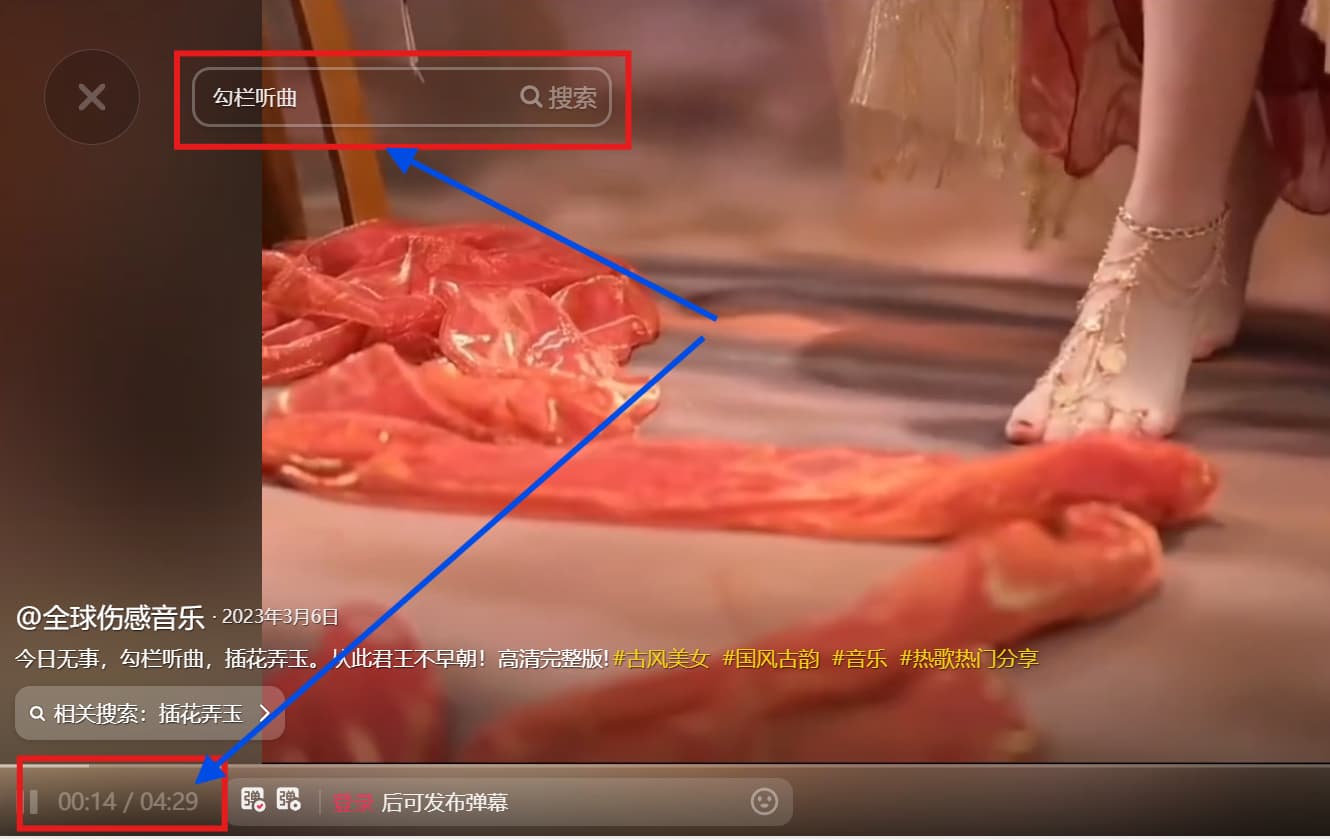 勾栏听曲 搜索
@全球伤感音乐 · 2023年3月6日
今日无事，勾栏听曲，插花弄玉。从此君王不早朝！高清完整版!#古风美女 #国风古韵 #音乐 #热歌热门分享
相关搜索：插花弄玉
00:14 / 04:29 弹 弹 登录 后可发布弹幕